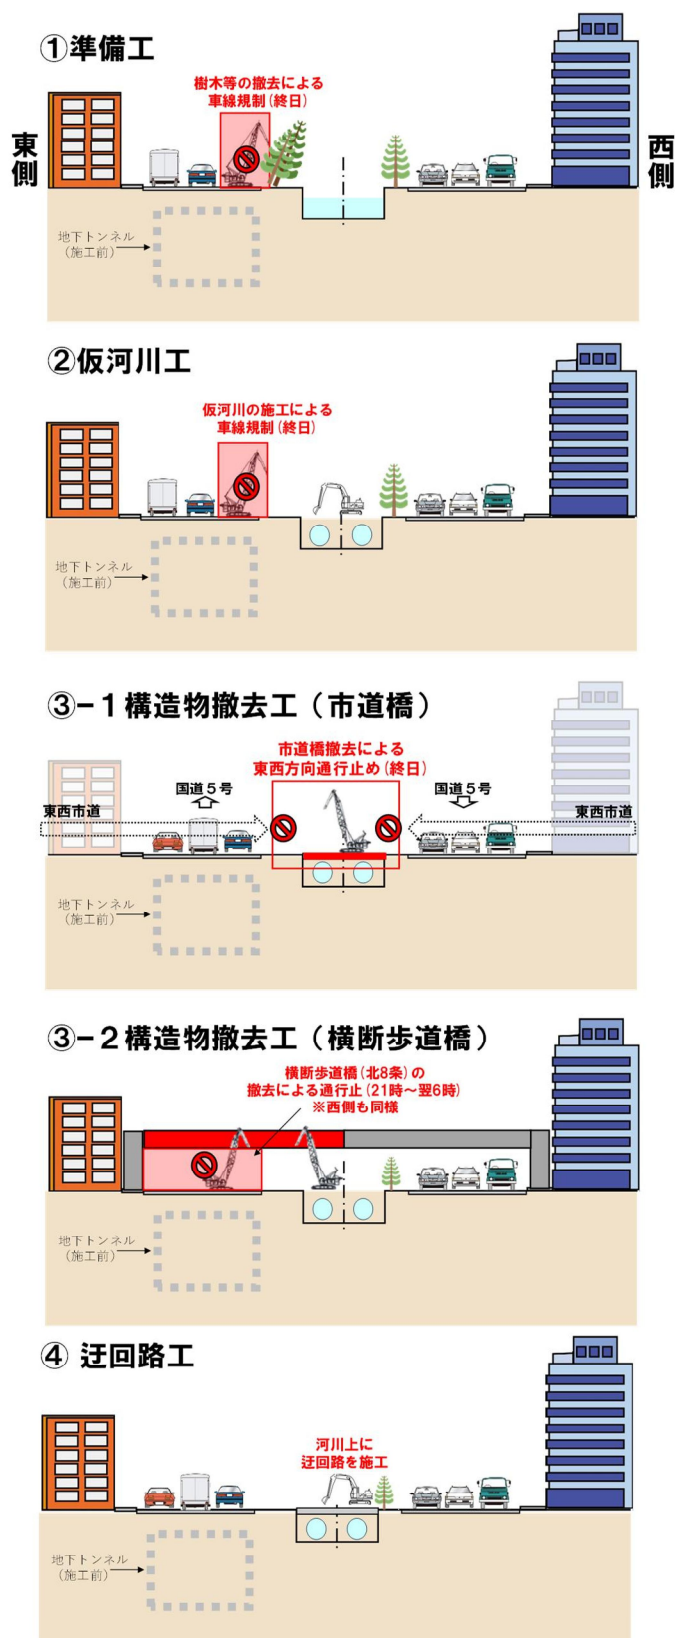 ①準備工
樹木等の撤去による
車線規制(終日)
東側
西側
地下トンネル
（施工前）
②仮河川工
仮河川の施工による
車線規制(終日)
地下トンネル
（施工前）
③－１構造物撤去工（市道橋）
市道橋撤去による
東西方向通行止め(終日)
国道５号
国道５号
東西市道
東西市道
地下トンネル
（施工前）
③－２構造物撤去工（横断歩道橋）
横断歩道橋(北8条)の
撤去による通行止(21時～翌6時)
※西側も同様
地下トンネル
（施工前）
④ 迂回路工
河川上に
迂回路を施工
地下トンネル
（施工前）